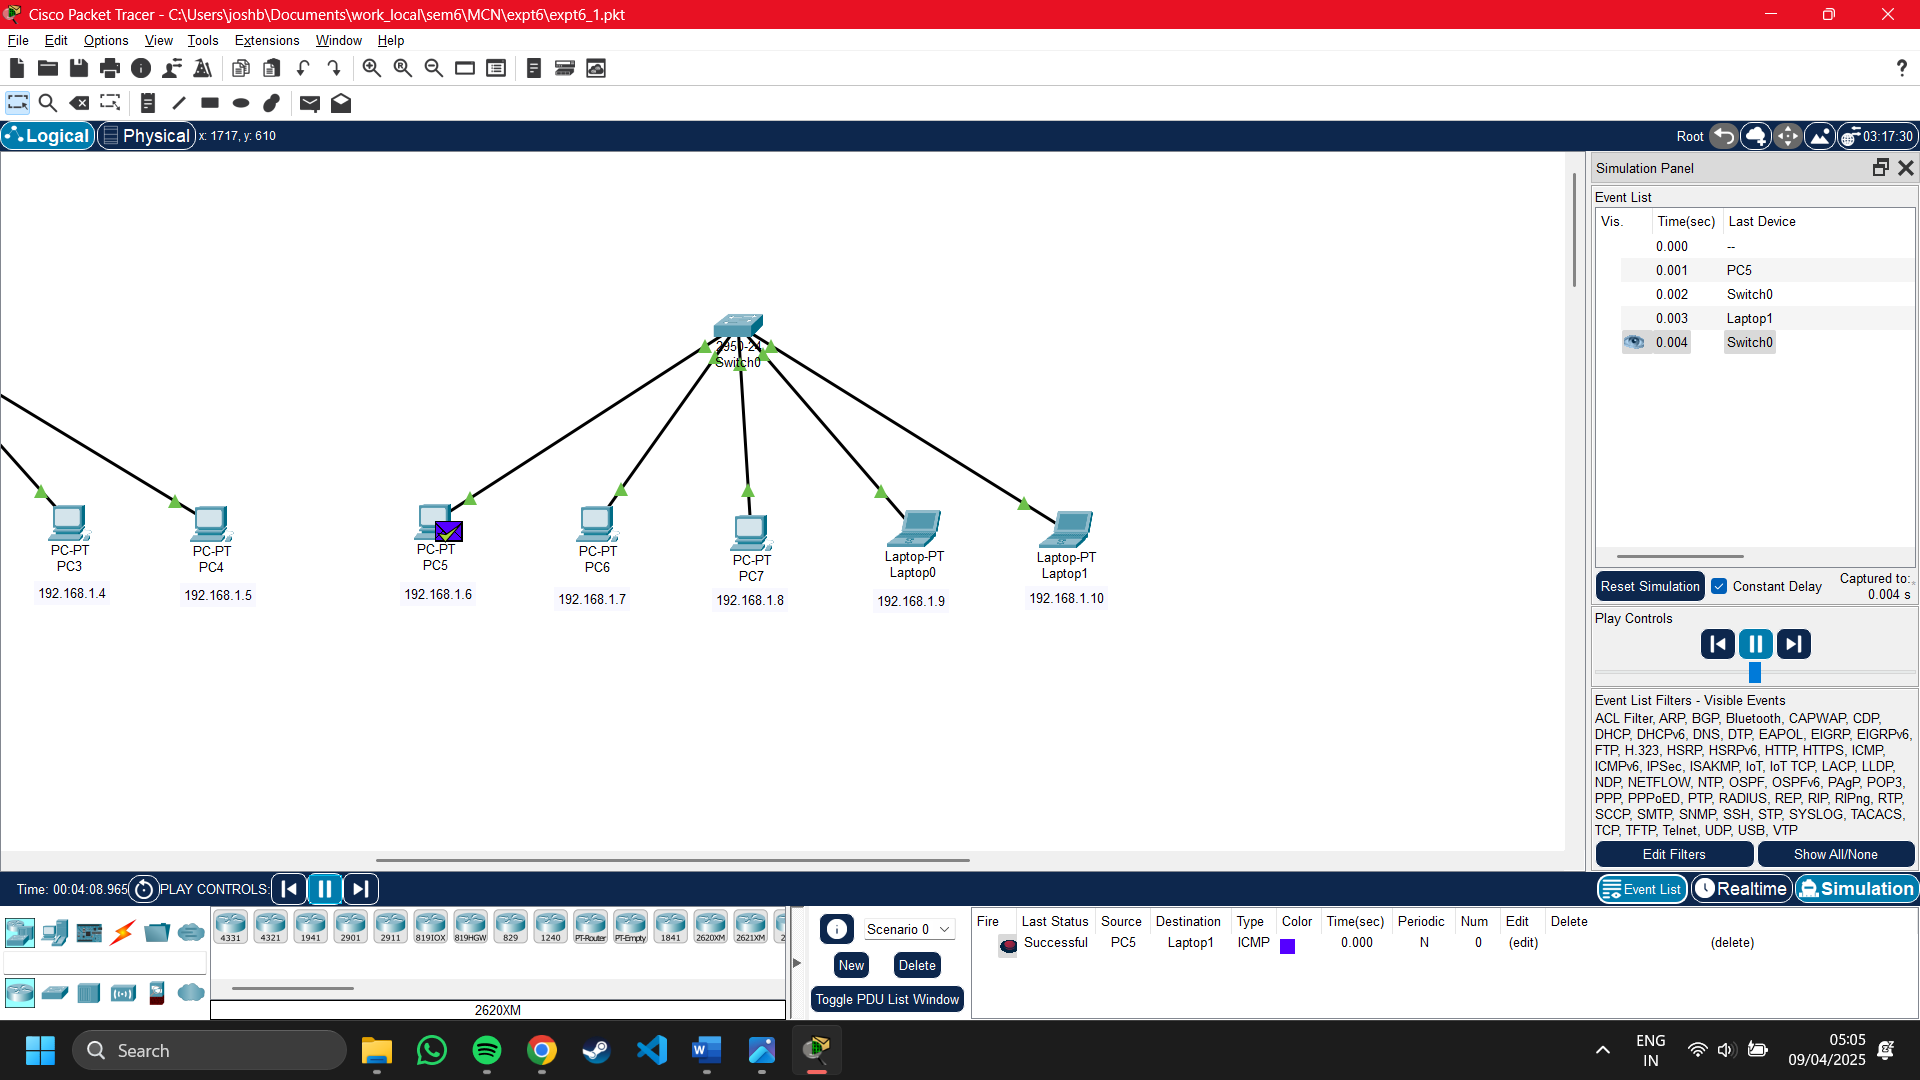 Cisco Packet Tracer - C:\Users\joshb\Documents\work_local\sem6\MCN\expt6\expt6_1.pkt
File Edit Options View Tools Extensions Window Help
?
Logical Physical x: 1717, y: 610
Root 03:17:30
2950-24
Switch0
PC-PT
PC3
192.168.1.4
PC-PT
PC4
192.168.1.5
PC-PT
PC5
192.168.1.6
PC-PT
PC6
192.168.1.7
PC-PT
PC7
192.168.1.8
Laptop-PT
Laptop0
192.168.1.9
Laptop-PT
Laptop1
192.168.1.10
Simulation Panel
Event List
Vis. Time(sec) Last Device
0.000 --
0.001 PC5
0.002 Switch0
0.003 Laptop1
0.004 Switch0
Reset Simulation Constant Delay Captured to:
0.004 s
Play Controls
Event List Filters - Visible Events
ACL Filter, ARP, BGP, Bluetooth, CAPWAP, CDP,
DHCP, DHCPv6, DNS, DTP, EAPOL, EIGRP, EIGRPv6,
FTP, H.323, HSRP, HSRPv6, HTTP, HTTPS, ICMP,
ICMPv6, IPSec, ISAKMP, IoT, IoT TCP, LACP, LLDP,
NDP, NETFLOW, NTP, OSPF, OSPFv6, PAgP, POP3,
PPP, PPPoED, PTP, RADIUS, REP, RIP, RIPng, RTP,
SCCP, SMTP, SNMP, SSH, STP, SYSLOG, TACACS,
TCP, TFTP, Telnet, UDP, USB, VTP
Edit Filters Show All/None
Time: 00:04:08.965 PLAY CONTROLS:
Event List Realtime Simulation
4331 4321 1941 2901 2911 819IOX 819HGW 829 1240 PT-Router PT-Empty 1841 2620XM 2621XM 2
2620XM
Scenario 0
New Delete
Toggle PDU List Window
Fire Last Status Source Destination Type Color Time(sec) Periodic Num Edit Delete
Successful PC5 Laptop1 ICMP 0.000 N 0 (edit) (delete)
Search
ENG
IN
05:05
09/04/2025